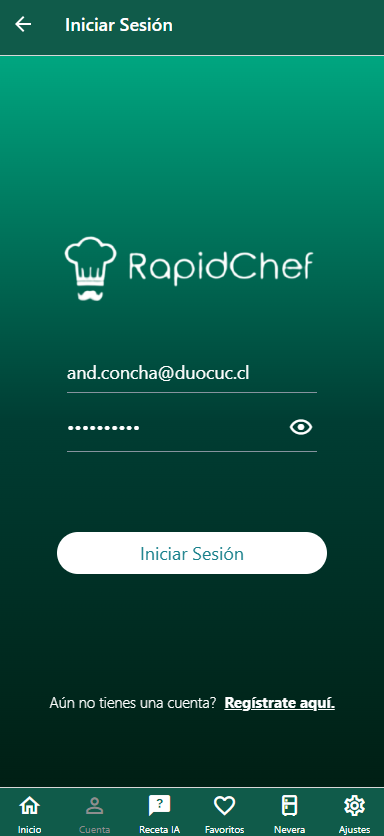 Iniciar Sesión
RapidChef
and.concha@duocuc.cl
••••••••••
Iniciar Sesión
Aún no tienes una cuenta? Regístrate aquí.
?
Inicio Cuenta Receta IA Favoritos Nevera Ajustes